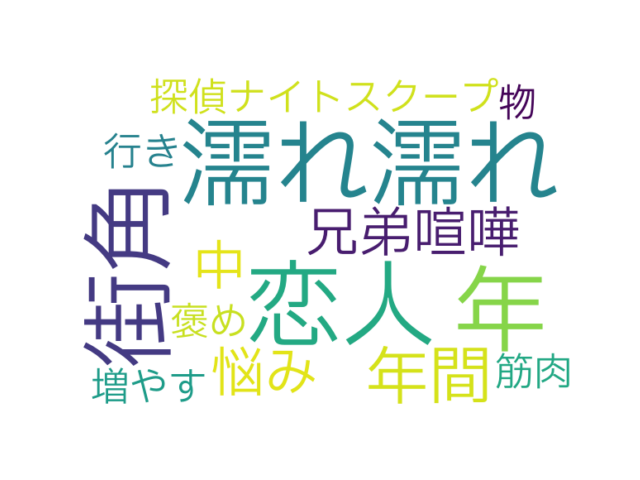 探偵ナイトスクープ
物
行き
濡れ濡れ
街角
兄弟喧嘩
中
恋人
年
褒め
悩み
年間
増やす
筋肉